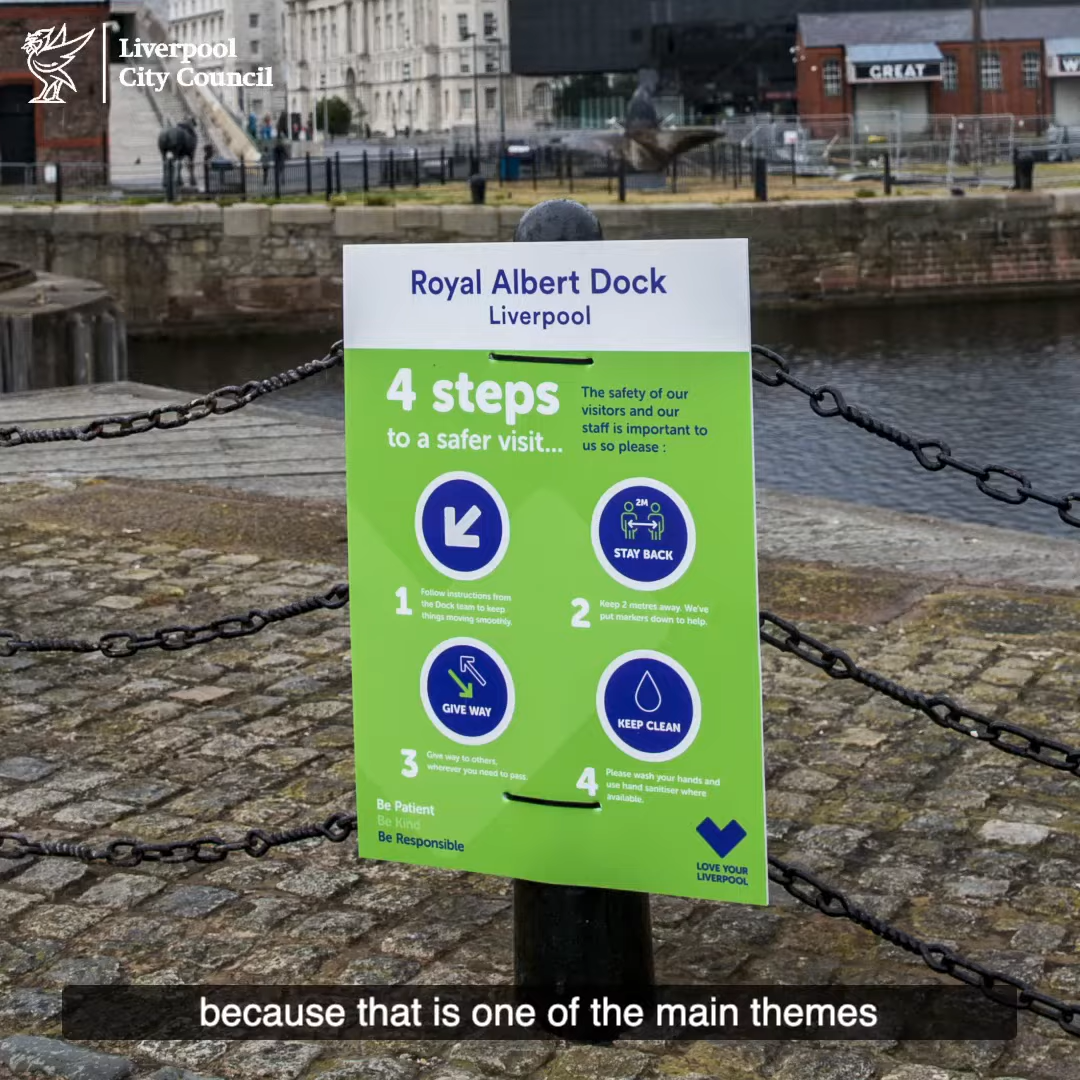 Liverpool
City Council
GREAT
W
Royal Albert Dock
Liverpool
4 steps
to a safer visit...
The safety of our
visitors and our
staff is important to
us so please :
2M
STAY BACK
1
Follow instructions from
the Dock team to keep
things moving smoothly.
2
Keep 2 metres away. We've
put markers down to help.
GIVE WAY
KEEP CLEAN
3
Give way to others,
wherever you need to pass.
4
Please wash your hands and
use hand sanitiser where
available.
Be Patient
Be Kind
Be Responsible
LOVE YOUR
LIVERPOOL
because that is one of the main themes